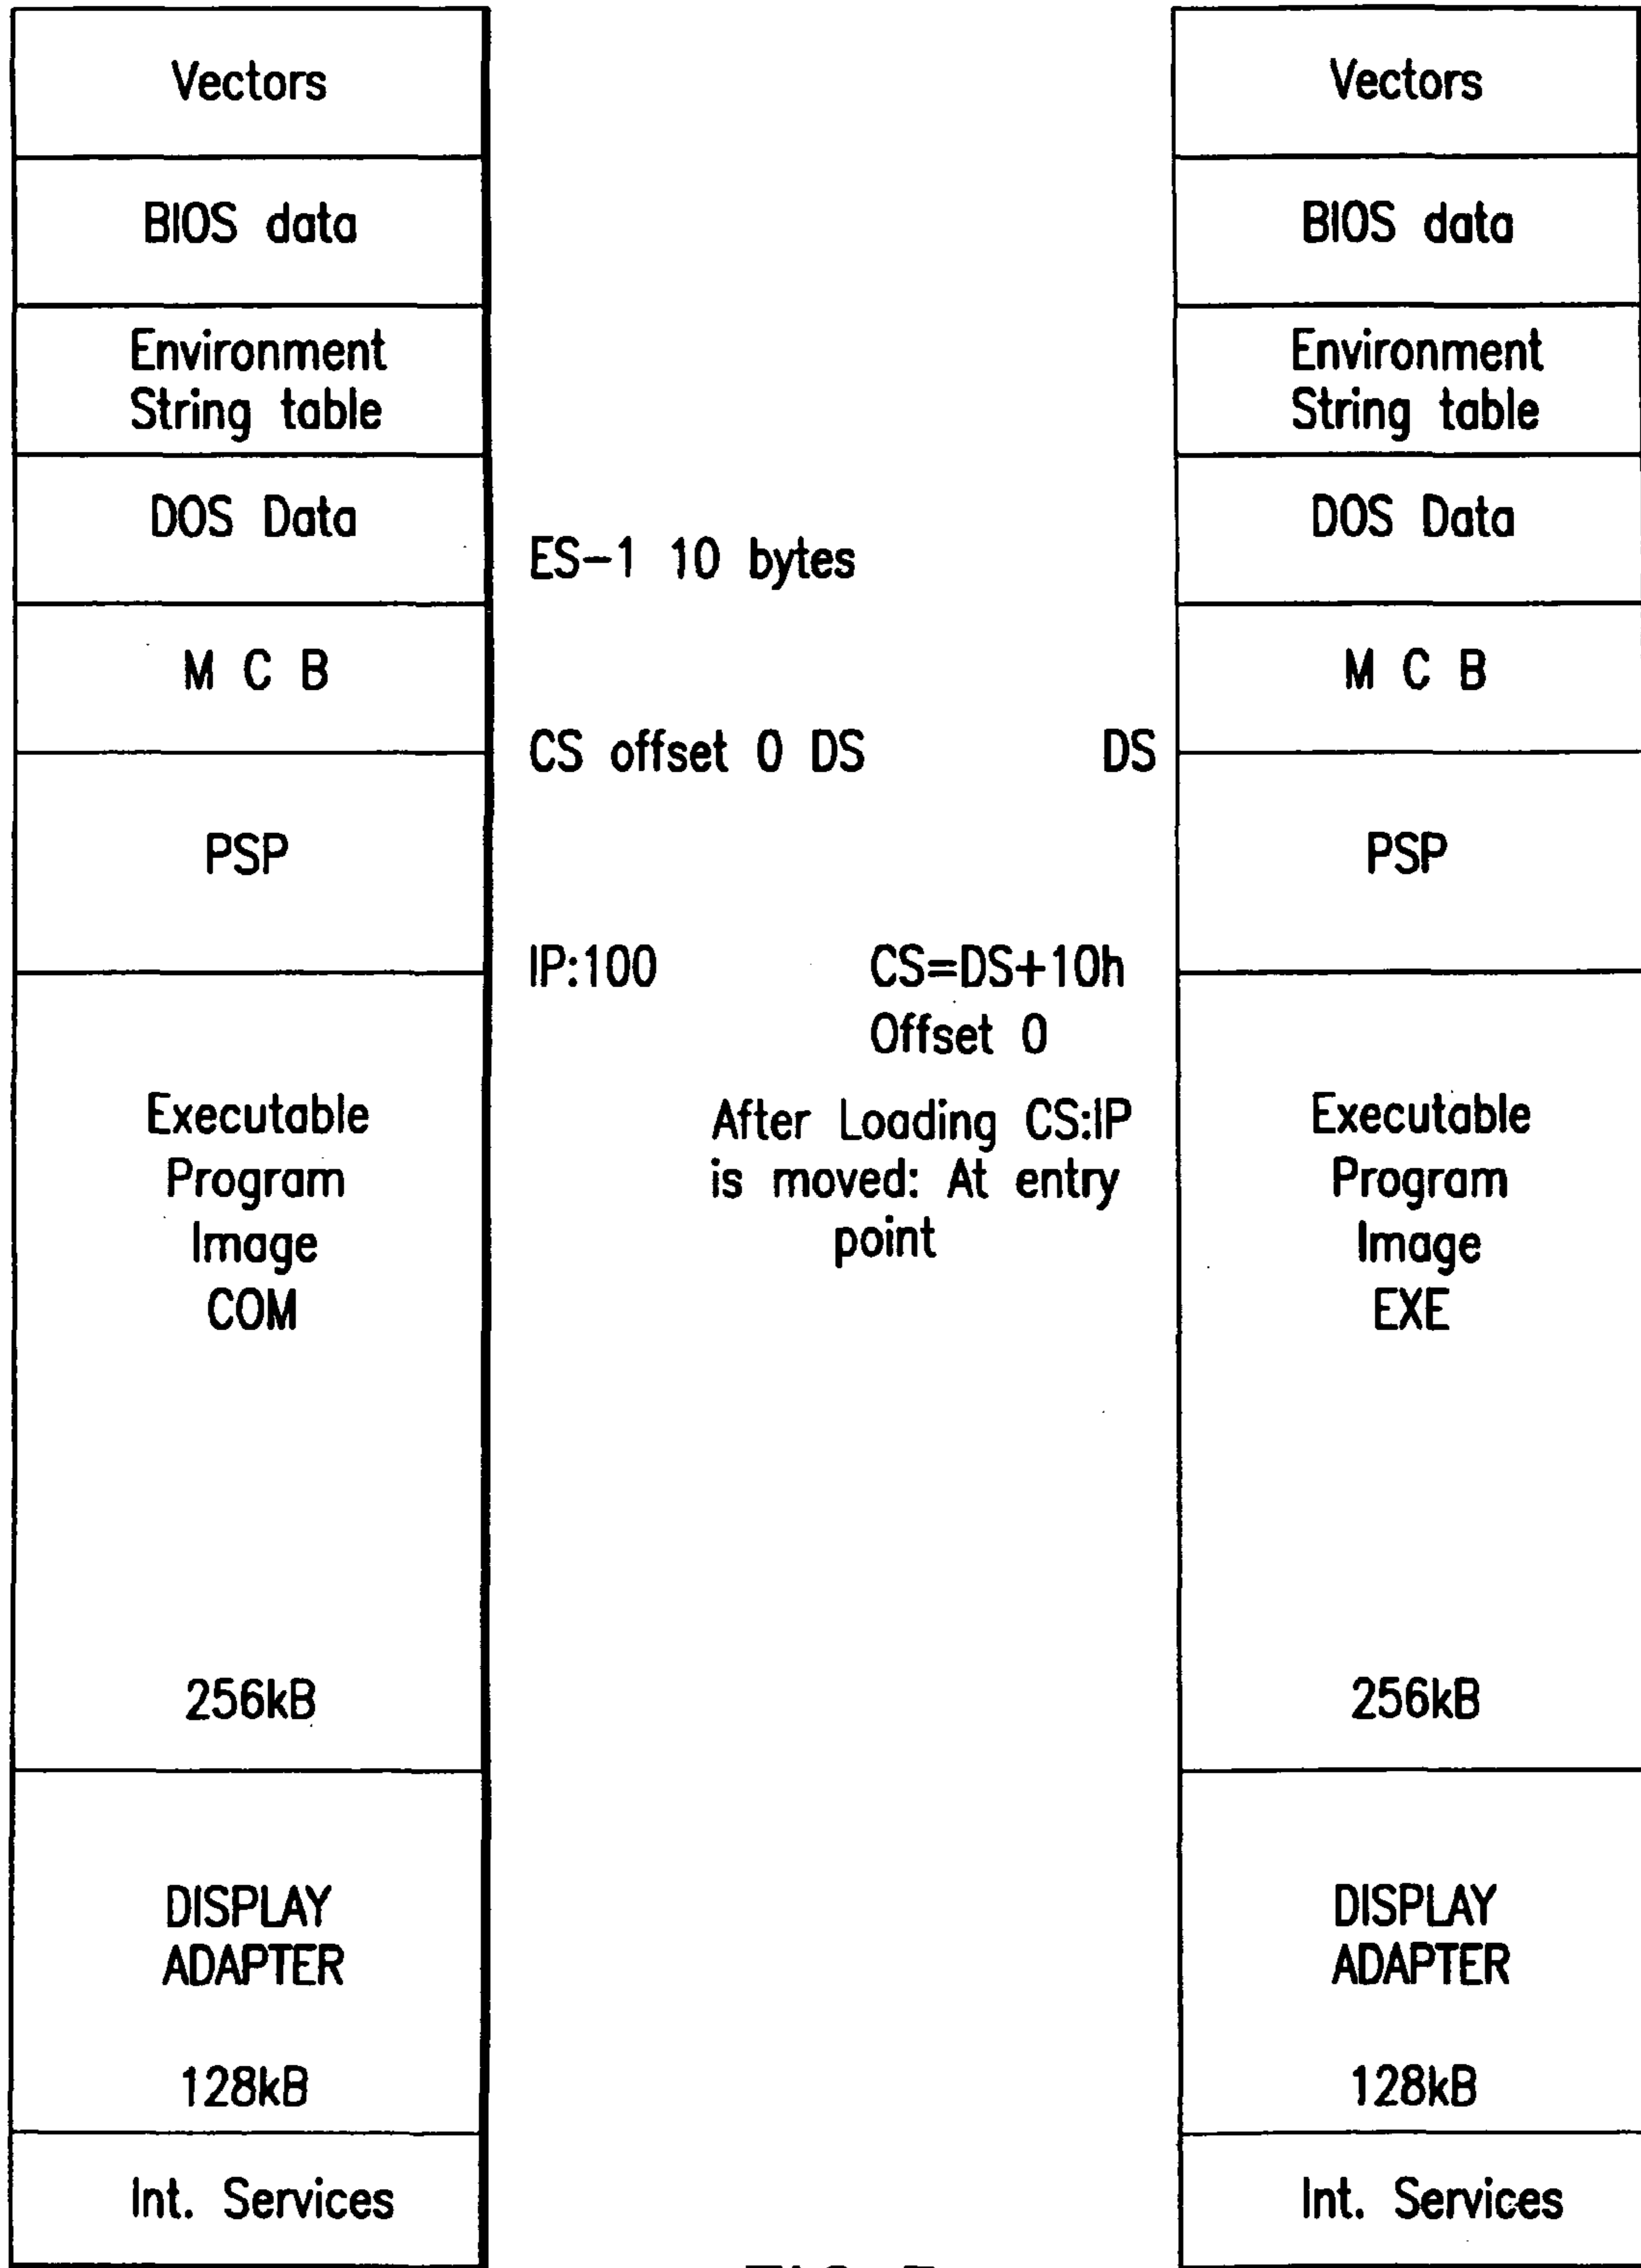 Vectors
BIOS data
Environment
String table
DOS Data
M C B
PSP
Executable
Program
Image
COM
256kB
DISPLAY
ADAPTER
128kB
Int. Services
ES-1 10 bytes
CS offset 0 DS
DS
IP:100
CS=DS+10h
Offset 0
After Loading CS:IP
is moved: At entry
point
Vectors
BIOS data
Environment
String table
DOS Data
M C B
PSP
Executable
Program
Image
EXE
256kB
DISPLAY
ADAPTER
128kB
Int. Services